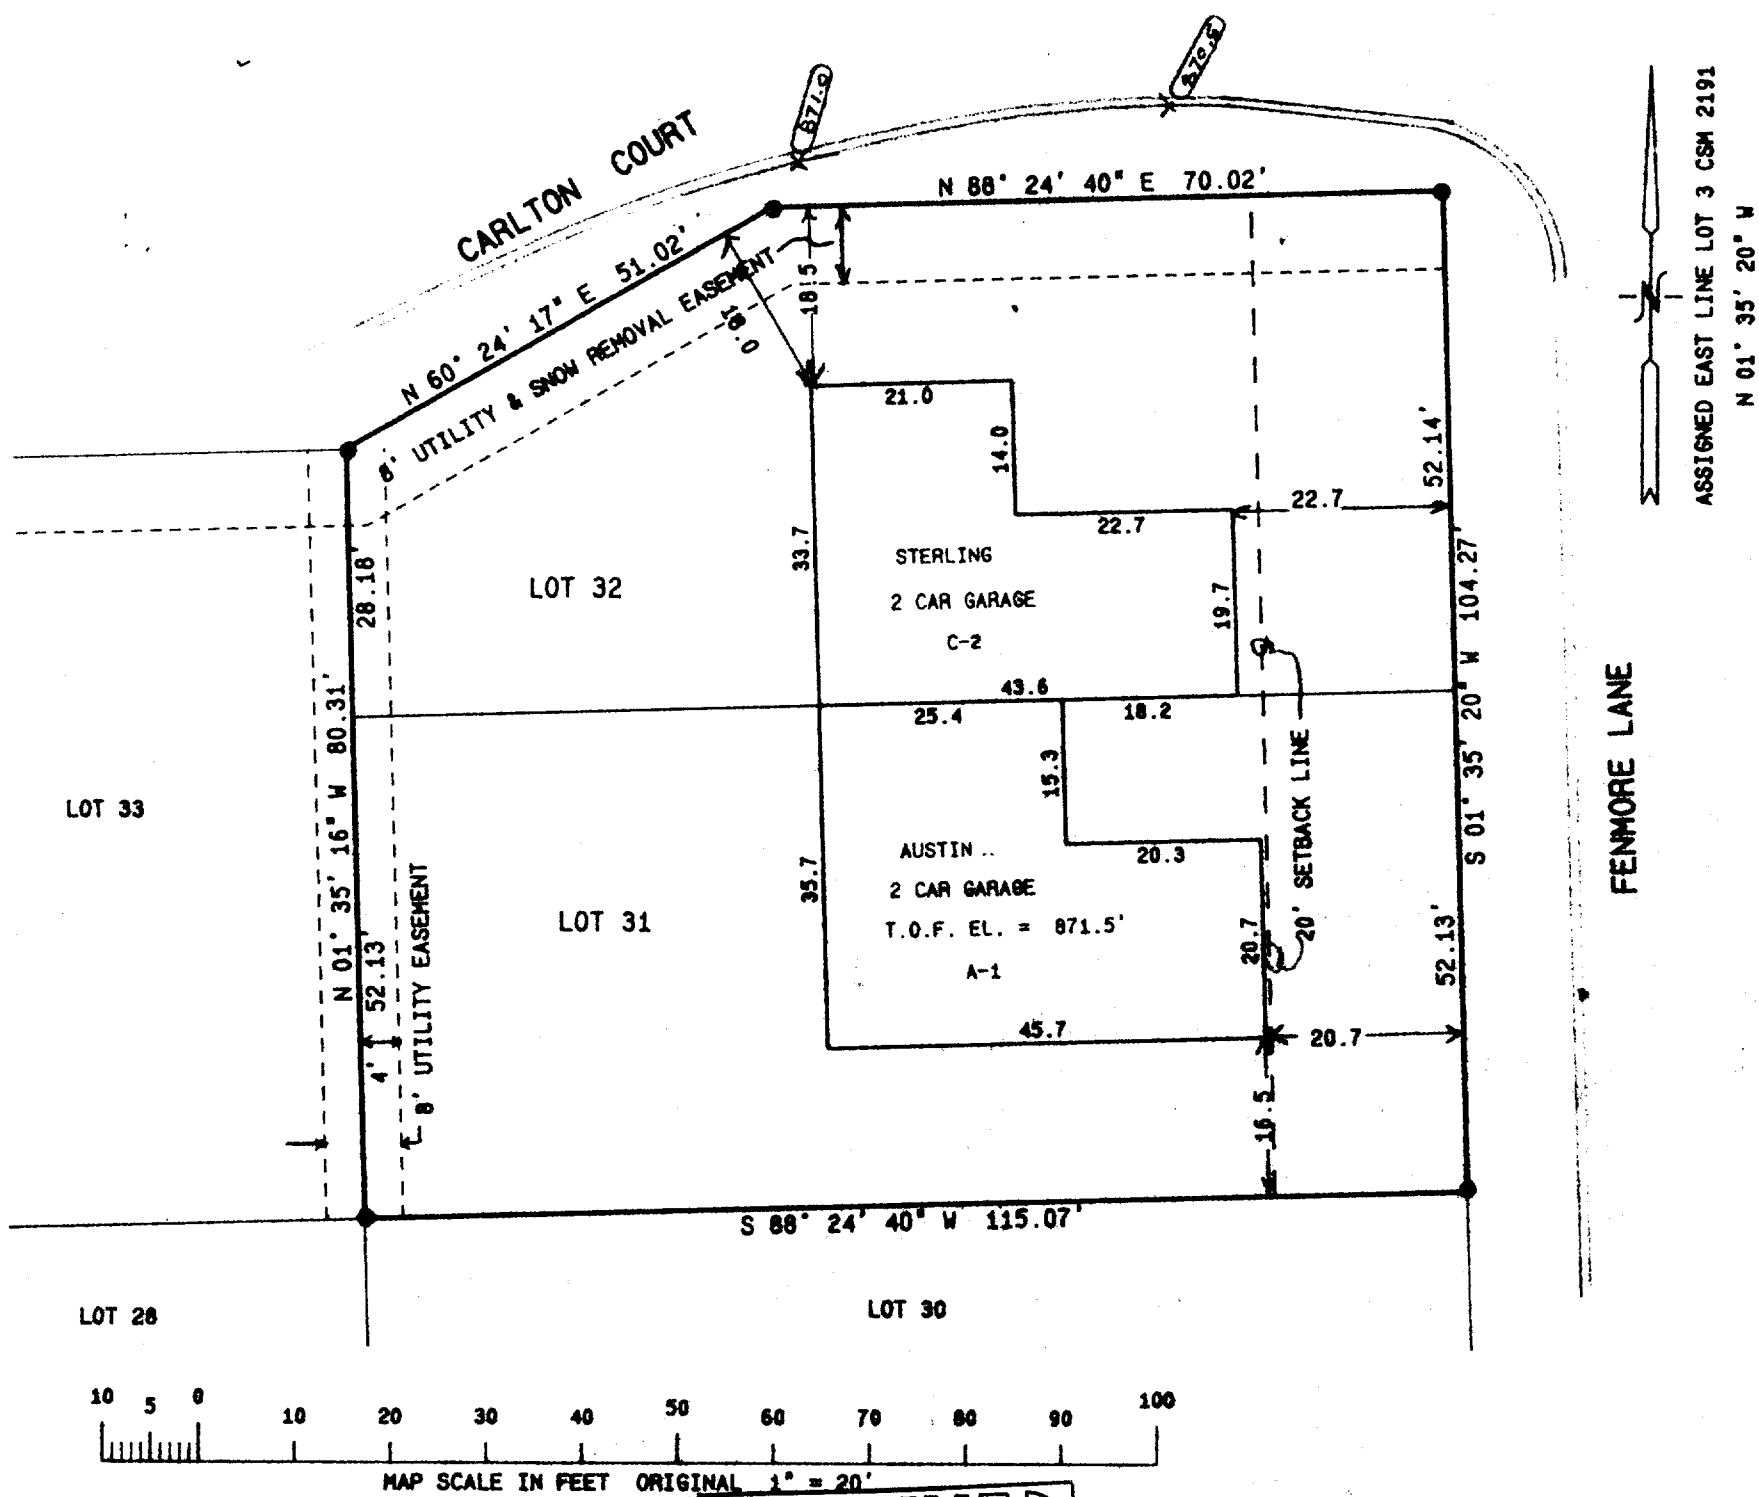 871.0
870.5
CARLTON COURT
N 88° 24' 40" E 70.02'
N 60° 24' 17" E 51.02'
8' UTILITY & SNOW REMOVAL EASEMENT
18.0
18.5
ASSIGNED EAST LINE LOT 3 CSM 2191
N 01° 35' 20" W
21.0
14.0
52.14'
22.7
22.7
33.7
STERLING
2 CAR GARAGE
C-2
19.7
28.18'
LOT 32
S 01° 35' 20" W 104.27'
43.6
25.4
18.2
N 01° 35' 16" W 80.31'
LOT 33
15.3
20' SETBACK LINE
FENMORE LANE
AUSTIN
2 CAR GARAGE
T.O.F. EL. = 871.5'
A-1
20.3
35.7
20.7
LOT 31
52.13'
52.13'
8' UTILITY EASEMENT
4'
45.7
20.7
16.5
S 88° 24' 40" W 115.07'
LOT 28
LOT 30
10 5 0 10 20 30 40 50 60 70 80 90 100
MAP SCALE IN FEET ORIGINAL 1" = 20'